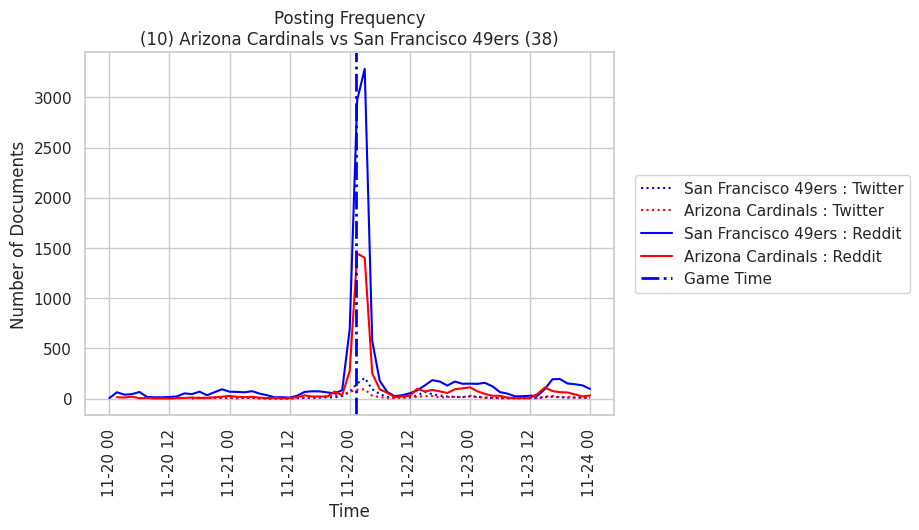 Posting Frequency
(10) Arizona Cardinals vs San Francisco 49ers (38)
Number of Documents
3000
2500
2000
1500
1000
500
0
11-20 00
11-20 12
11-21 00
11-21 12
11-22 00
11-22 12
11-23 00
11-23 12
11-24 00
Time
San Francisco 49ers : Twitter
Arizona Cardinals : Twitter
San Francisco 49ers : Reddit
Arizona Cardinals : Reddit
Game Time